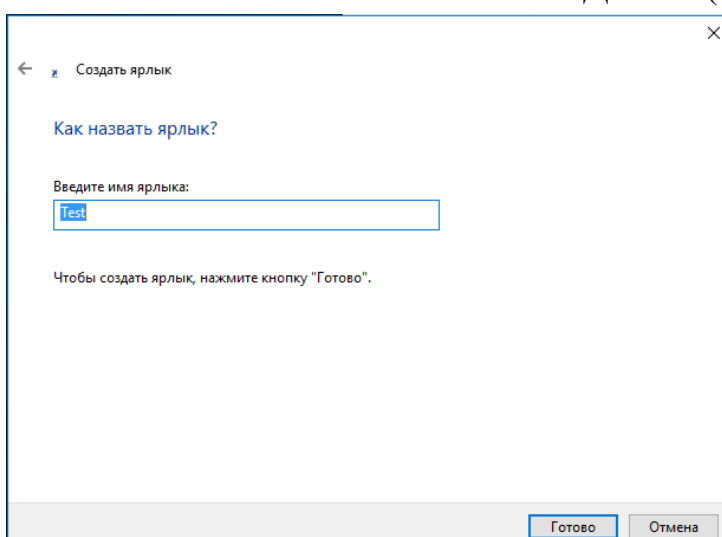 Создать ярлык
Как назвать ярлык?
Введите имя ярлыка:
Test
Чтобы создать ярлык, нажмите кнопку "Готово".
Готово
Отмена